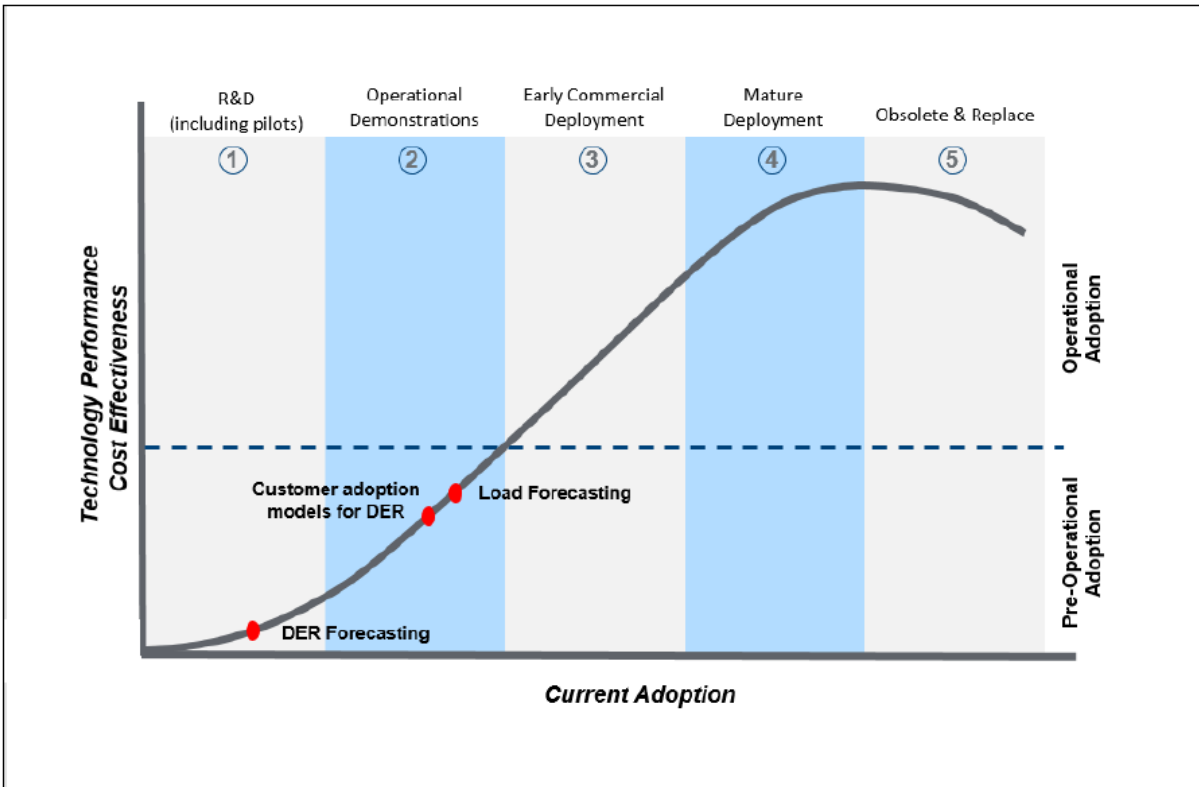 R&D
(including pilots)
Operational
Demonstrations
Early Commercial
Deployment
Mature
Deployment
Obsolete & Replace
1
2
3
4
5
Technology Performance
Cost Effectiveness
Operational
Adoption
Customer adoption
models for DER
Load Forecasting
Pre-Operational
Adoption
DER Forecasting
Current Adoption